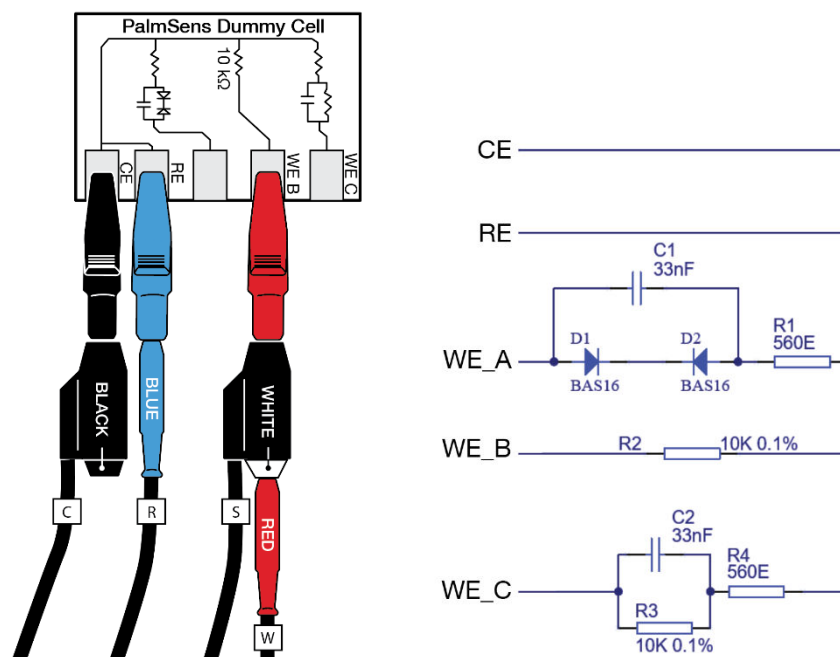 PalmSens Dummy Cell
10 kΩ
CE
RE
WE B
WE C
BLACK
BLUE
WHITE
RED
C
R
S
W
CE
RE
C1
33nF
WE_A
D1
BAS16
D2
BAS16
R1
560E
WE_B
R2
10K 0.1%
WE_C
C2
33nF
R3
10K 0.1%
R4
560E